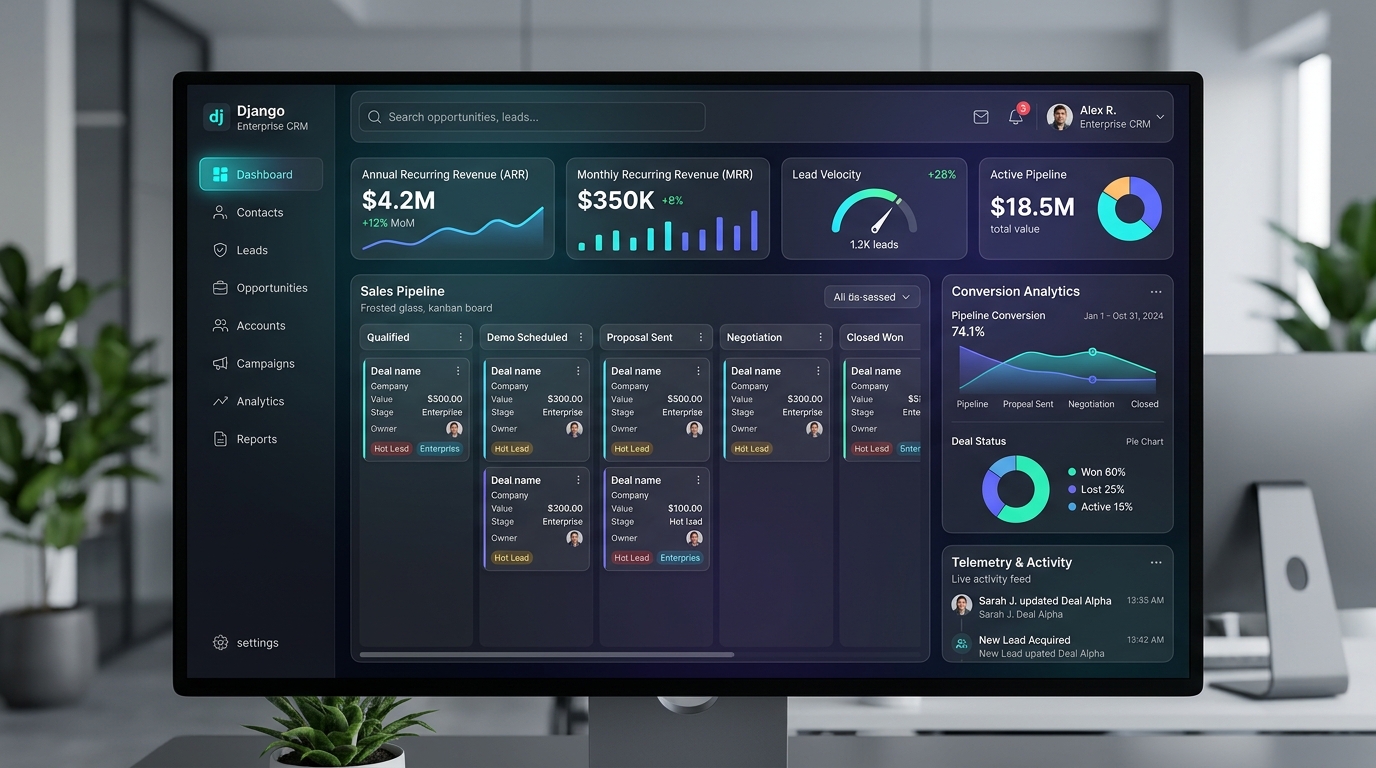 dj
Django
Enterprise CRM
Dashboard
Contacts
Leads
Opportunities
Accounts
Campaigns
Analytics
Reports
settings
Search opportunities, leads...
3
Alex R.
Enterprise CRM
Annual Recurring Revenue (ARR)
$4.2M
+12% MoM
Monthly Recurring Revenue (MRR)
$350K +8%
Lead Velocity +28%
1.2K leads
Active Pipeline
$18.5M
total value
Sales Pipeline
Frosted glass, kanban board
All
Qualified
Deal name
Company
Value $500.00
Stage Enterpriee
Owner
Hot Lesd Enterpries
Demo Scheduled
Deal name
Company
Value $300.00
Stage Enterprise
Owner
Hot Lead
Deal name
Company
Value $200.00
Stage Enterprise
Owner
Hot Lead
Proposal Sent
Deal name
Company
Value $500.00
Stage Enterprise
Owner
Hot Lead
Deal name
Company
Value $100.00
Stage Hot lsad
Owner
Hot Lead Enterpries
Negotiation
Deal name
Company
Value $300.00
Stage Enterprise
Owner
Hot Lead
Closed Won
Deal name
Company
Value
Stage Ente
Owner
Hot Lesd
Conversion Analytics
Pipeline Conversion Jan 1 - Ost 31, 2024
74.1%
Pipeline Propeal Sent Negotiation Closed
Deal Status Ple Chart
Won 60%
Lost 25%
Active 15%
Telemetry & Activity
Live activity feed
Sarah J. updated Deal Alpha 13:35 AM
Sarah J. Deal Alpha
New Lead Acquired 13:42 AM
New Lead upated Deal Alpha